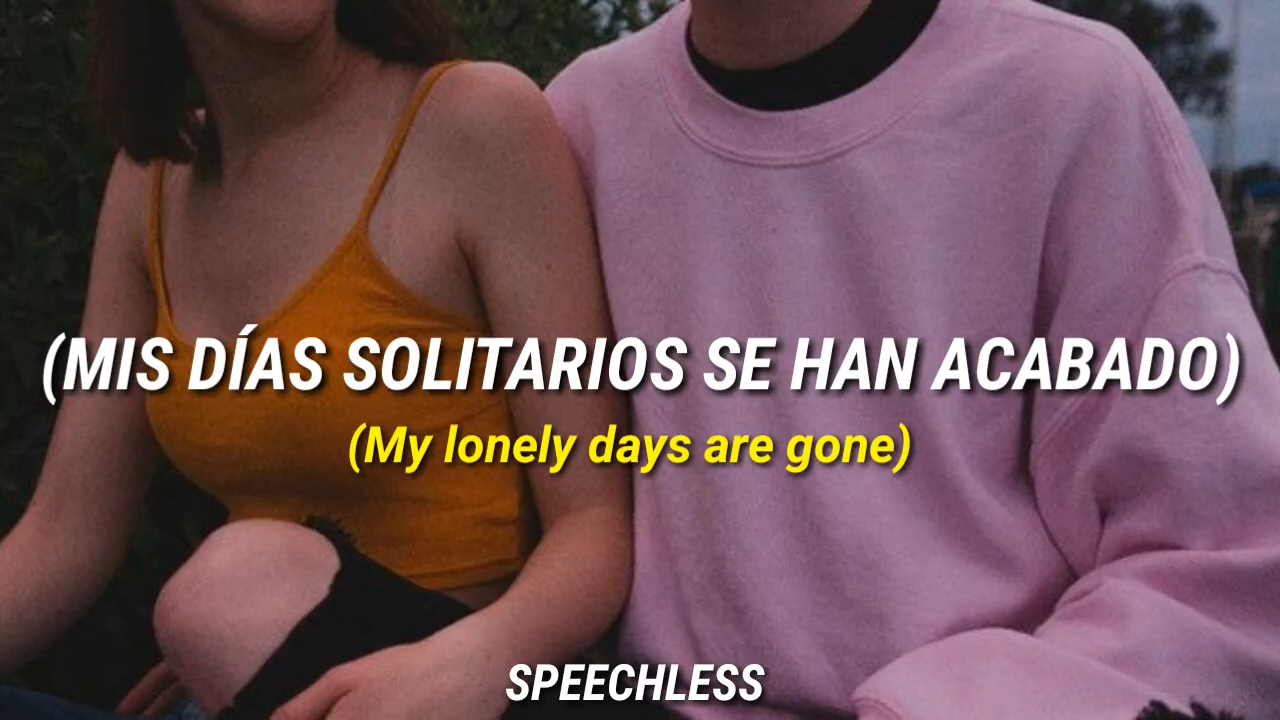 (MIS DÍAS SOLITARIOS SE HAN ACABADO)
(My lonely days are gone)
SPEECHLESS